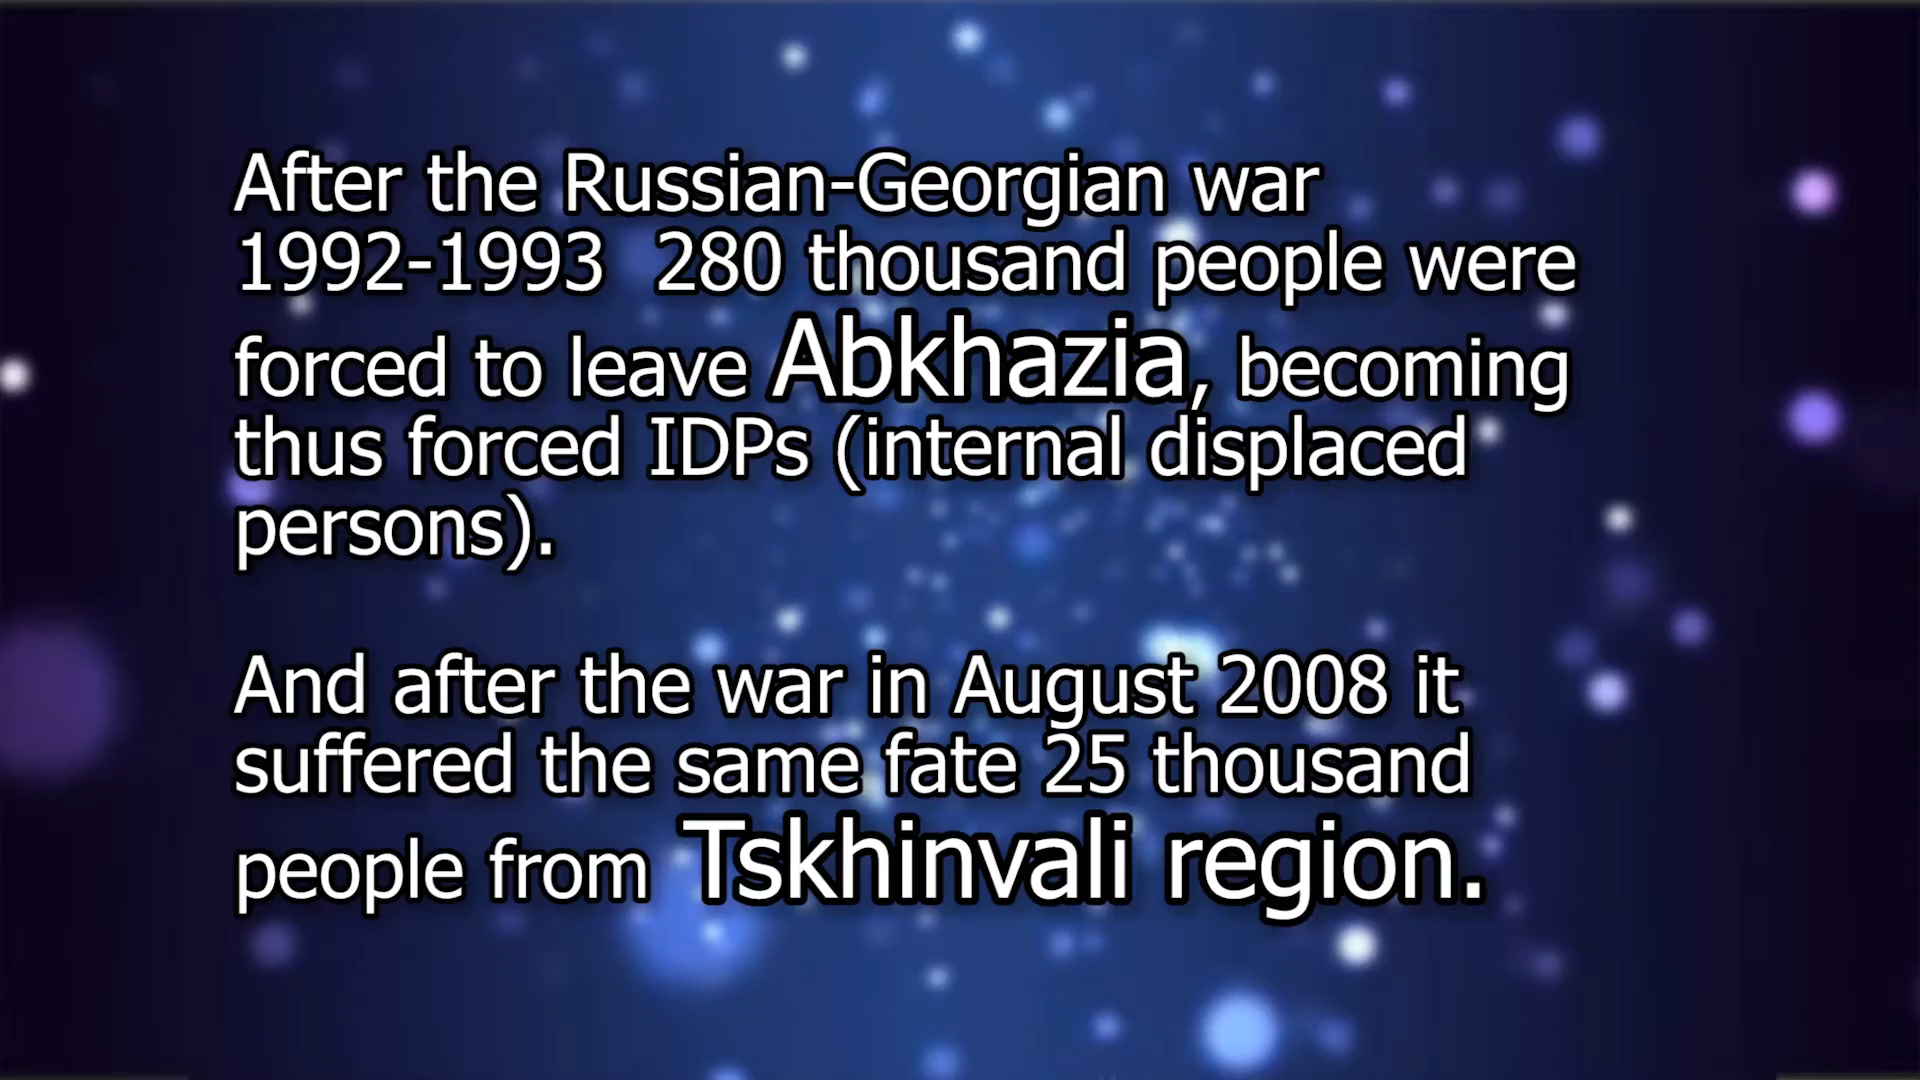 After the Russian-Georgian war
1992-1993  280 thousand people were
forced to leave Abkhazia, becoming
thus forced IDPs (internal displaced
persons).
And after the war in August 2008 it
suffered the same fate 25 thousand
people from  Tskhinvali region.